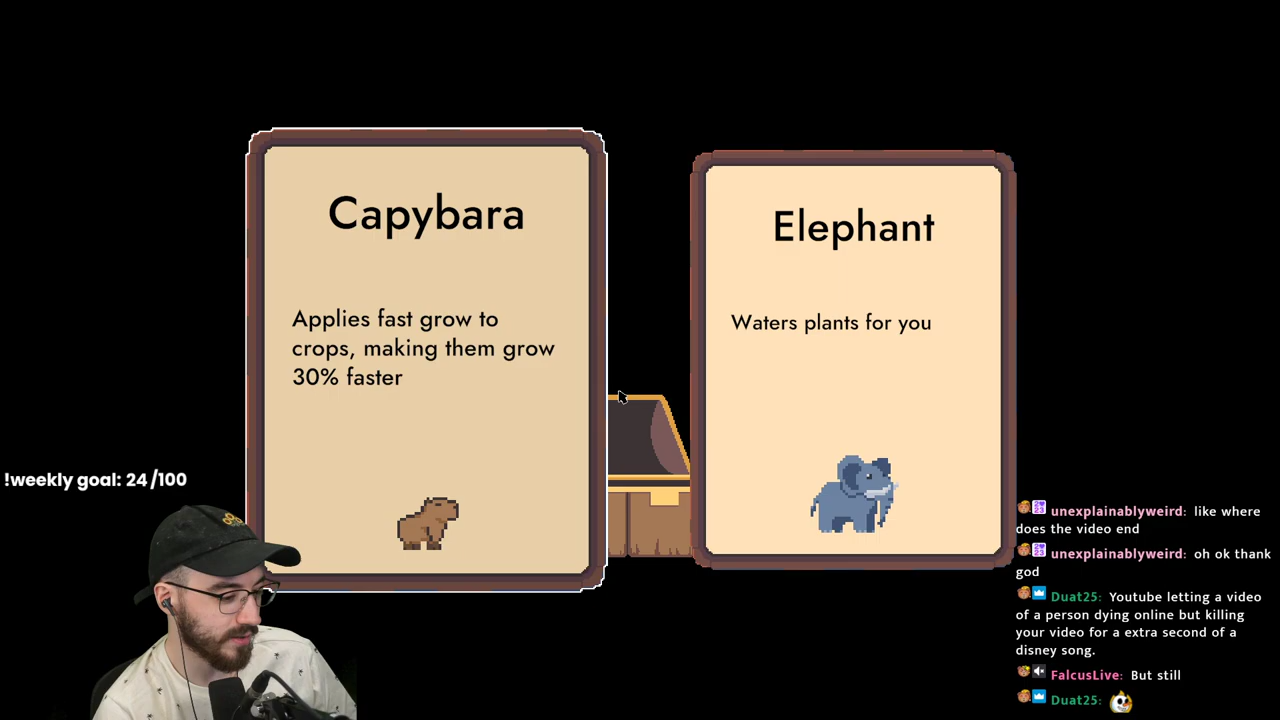 Capybara
Applies fast grow to
crops, making them grow
30% faster
Elephant
Waters plants for you
!weekly goal: 24/100
unexplainablyweird: like where
does the video end
unexplainablyweird: oh ok thank
god
Duat25: Youtube letting a video
of a person dying online but killing
your video for a extra second of a
disney song.
FalcusLive: But still
Duat25: